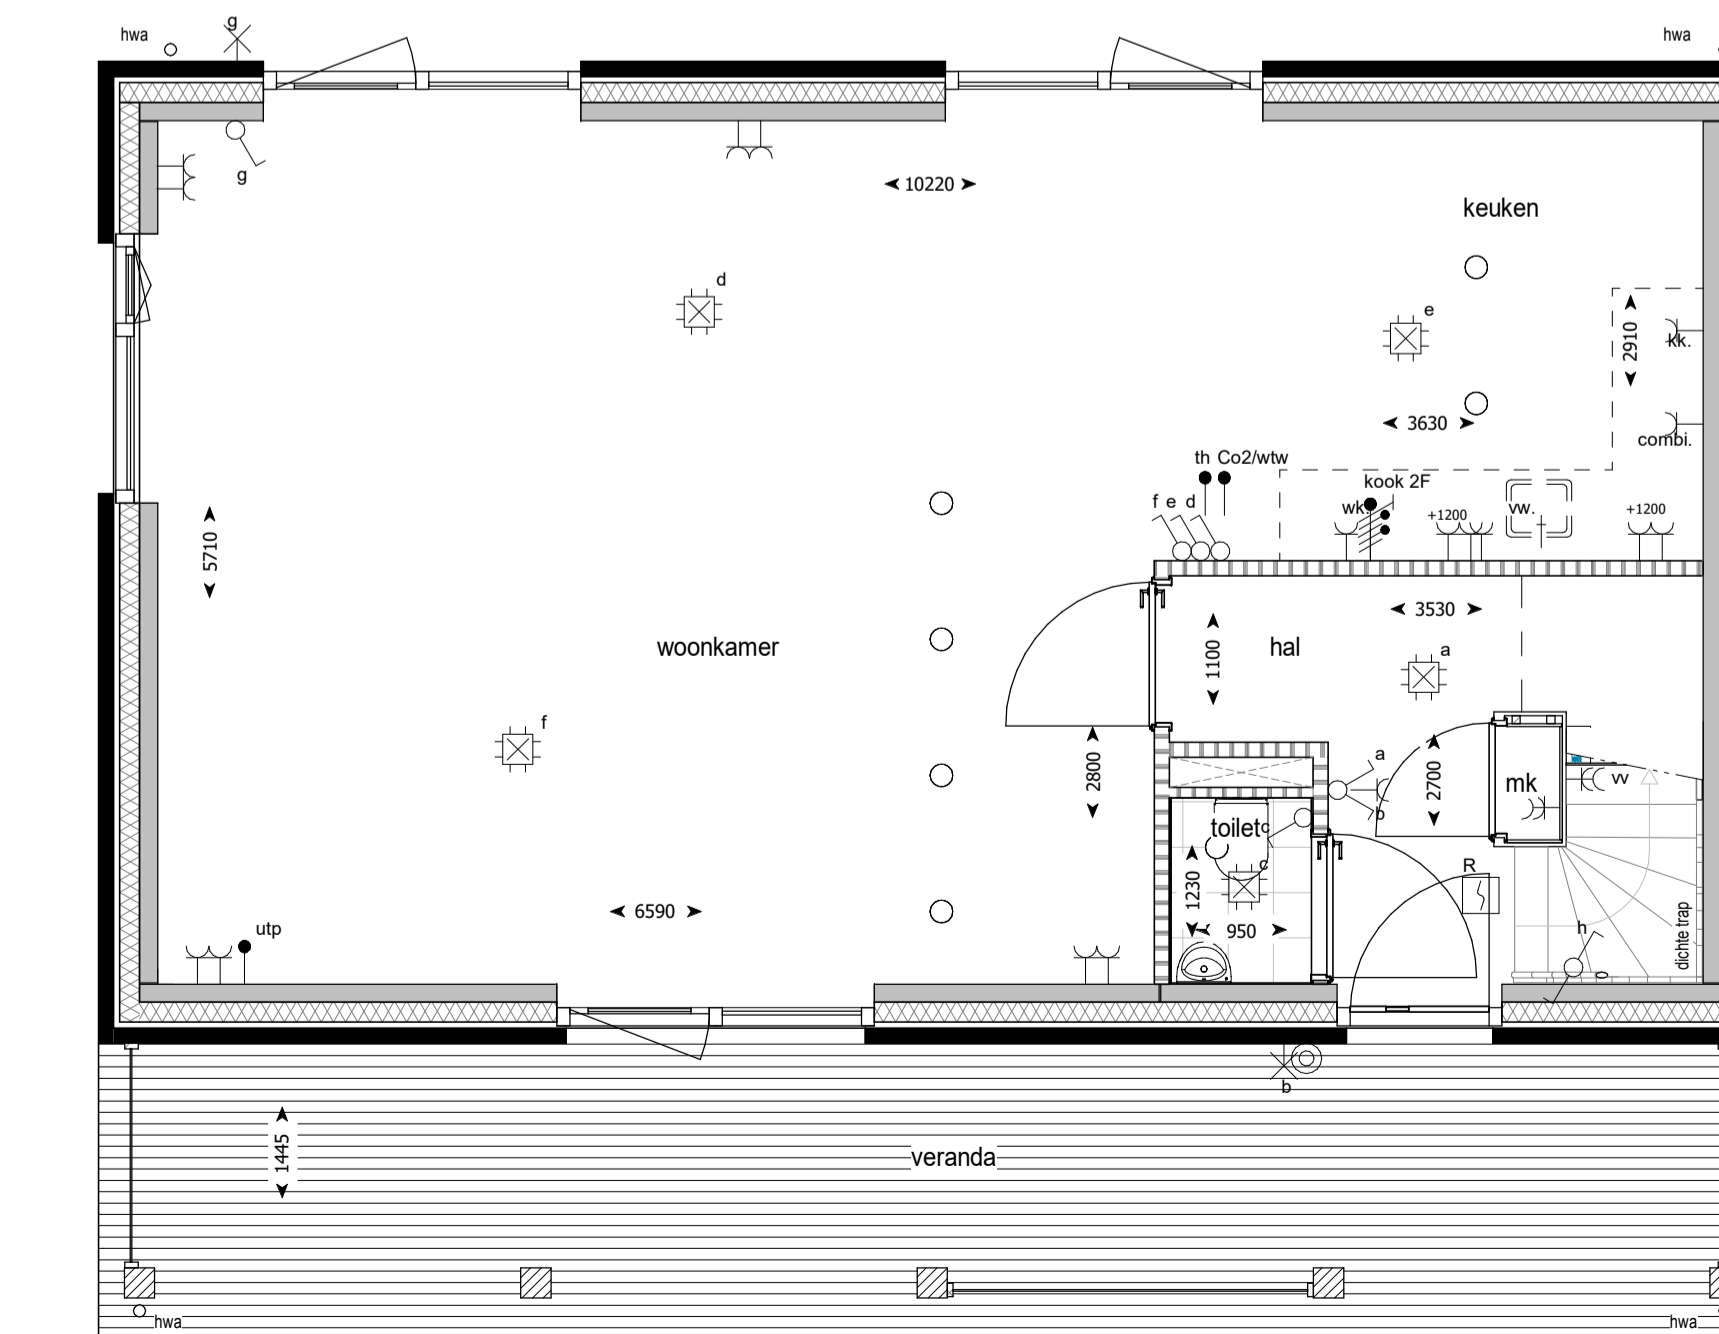 g
hwa
hwa
g
10220
keuken
d
e
2910
kk.
3630
combi.
th Co2/wtw
kook 2F
f e d
wk.
+1200
vw.
+1200
5710
3530
woonkamer
hal
1100
a
f
a
2800
2700
mk
vv
b
toilet
c
c
R
1230
6590
950
utp
h
dichte trap
b
1445
veranda
hwa
hwa